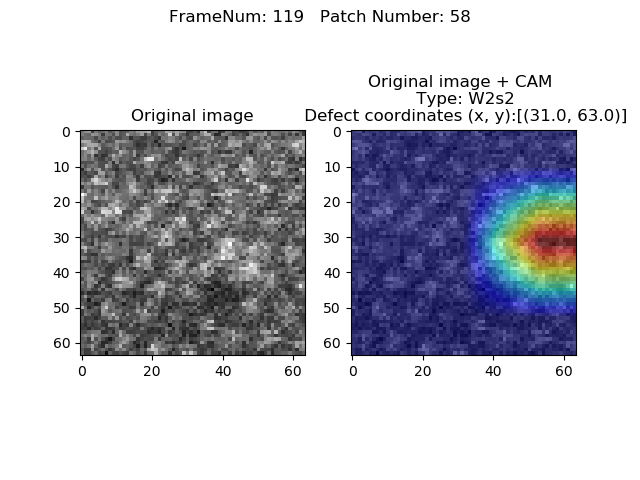 FrameNum: 119   Patch Number: 58
Original image
Original image + CAM
Type: W2s2
Defect coordinates (x, y):[(31.0, 63.0)]
0
10
20
30
40
50
60
0 20 40 60
0
10
20
30
40
50
60
0 20 40 60